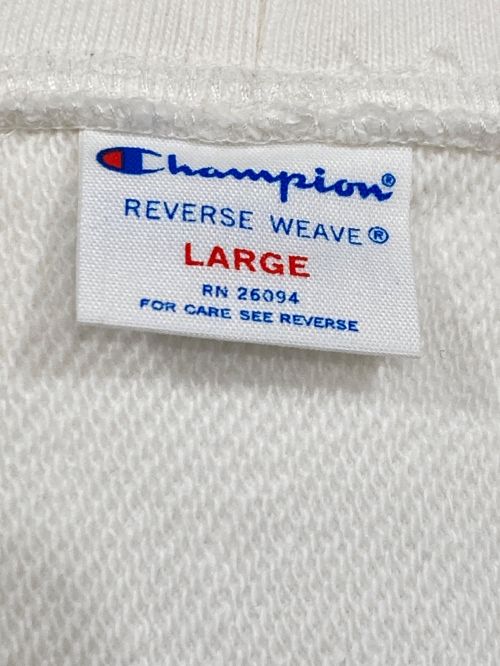 Champion®
REVERSE WEAVE®
LARGE
RN 26094
FOR CARE SEE REVERSE